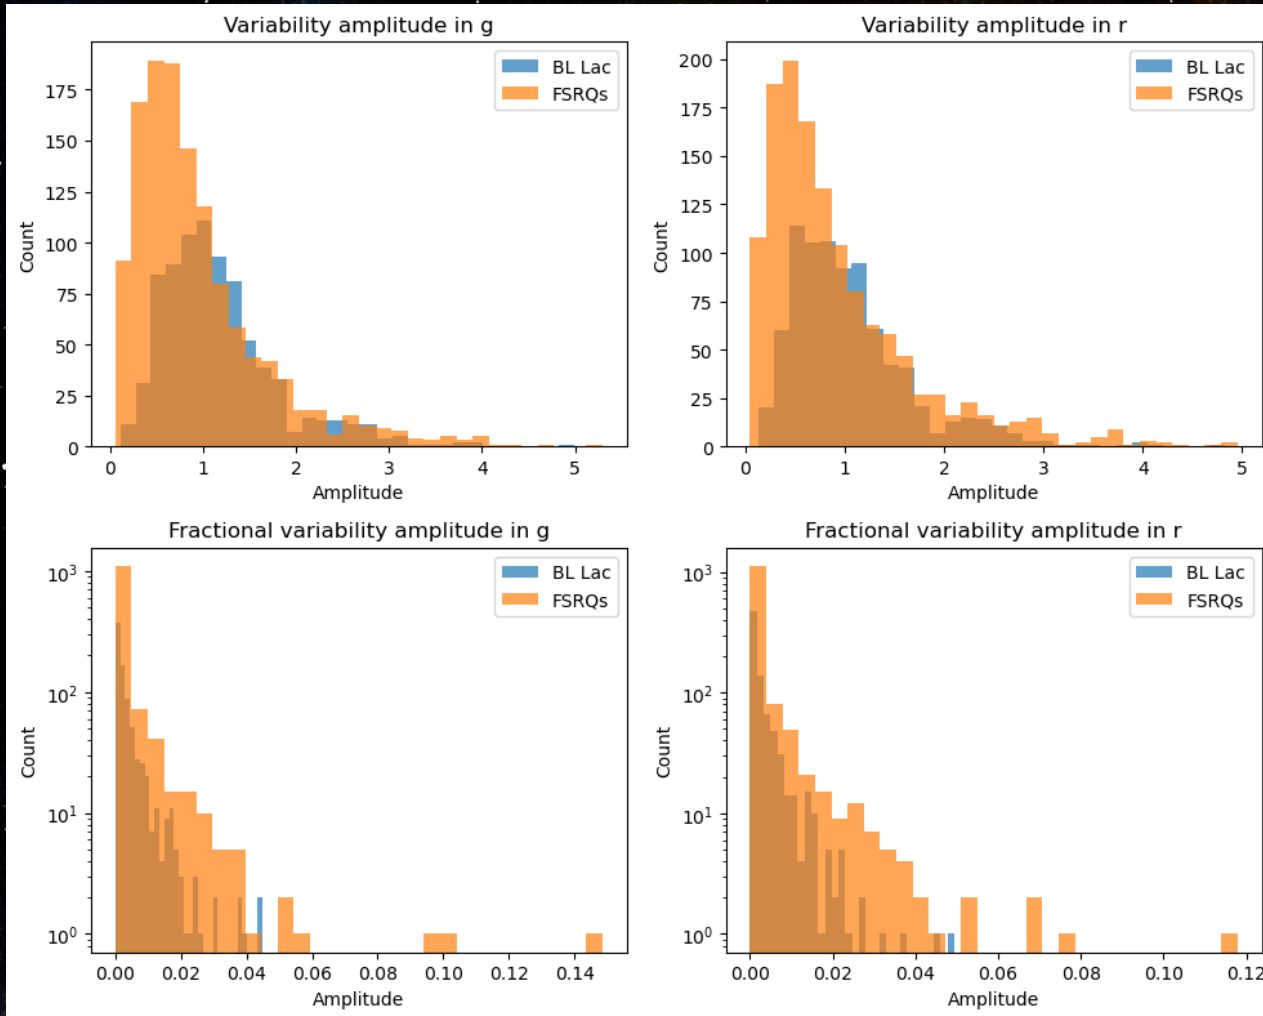 Variability amplitude in g
BL Lac
FSRQs
175
150
125
100
75
50
25
0
Count
0 1 2 3 4 5
Amplitude
Variability amplitude in r
BL Lac
FSRQs
200
175
150
125
100
75
50
25
0
Count
0 1 2 3 4 5
Amplitude
Fractional variability amplitude in g
BL Lac
FSRQs
10³
10²
10¹
10⁰
Count
0.00 0.02 0.04 0.06 0.08 0.10 0.12 0.14
Amplitude
Fractional variability amplitude in r
BL Lac
FSRQs
10³
10²
10¹
10⁰
Count
0.00 0.02 0.04 0.06 0.08 0.10 0.12
Amplitude